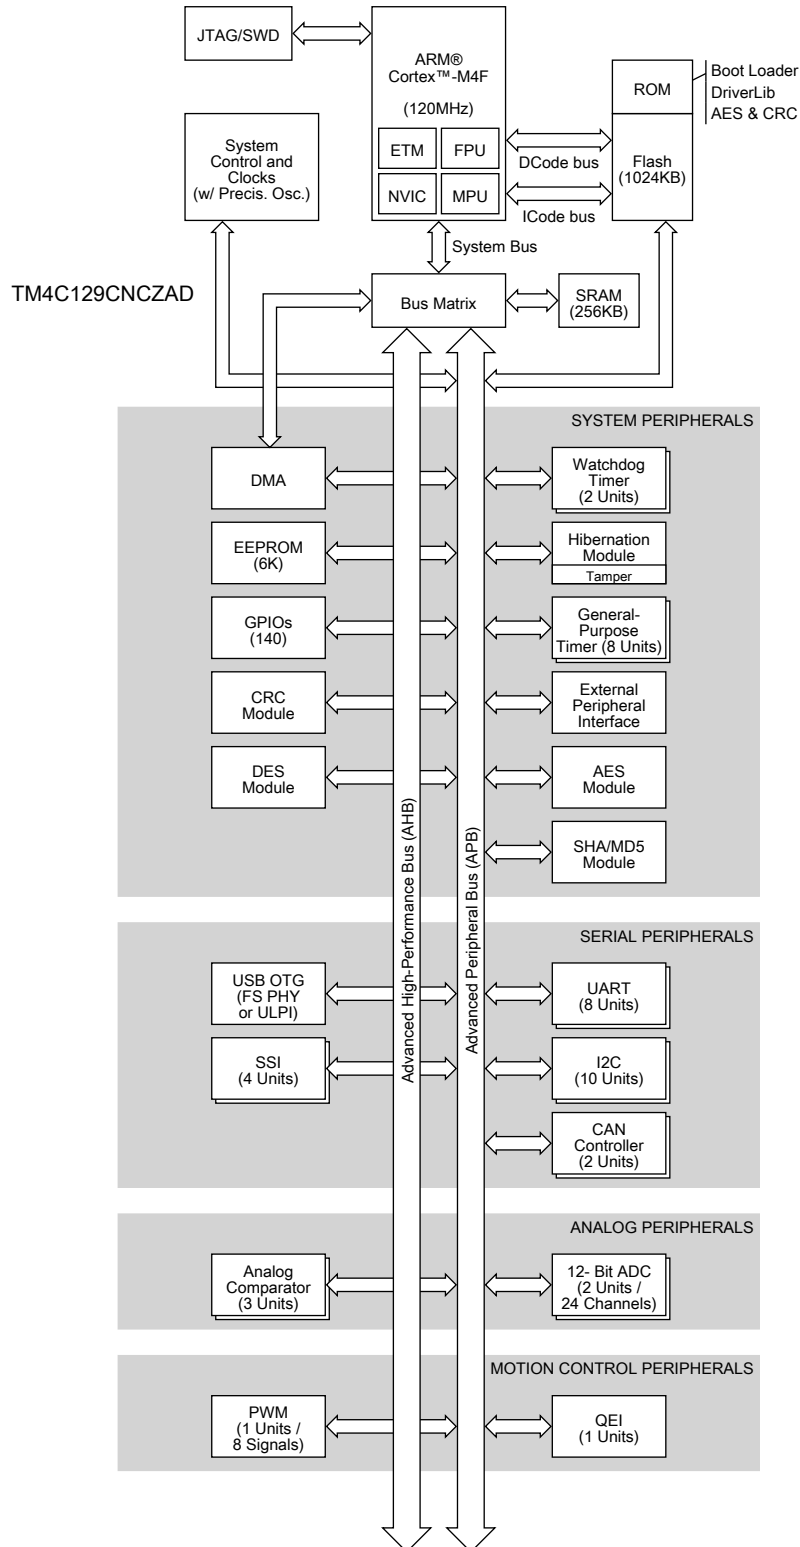 JTAG/SWD
ARM®
Cortex™-M4F
(120MHz)
ETM
FPU
NVIC
MPU
ROM
Boot Loader
DriverLib
AES & CRC
System
Control and
Clocks
(w/ Precis. Osc.)
DCode bus
Flash
(1024KB)
ICode bus
System Bus
TM4C129CNCZAD
Bus Matrix
SRAM
(256KB)
SYSTEM PERIPHERALS
DMA
Watchdog
Timer
(2 Units)
EEPROM
(6K)
Hibernation
Module
Tamper
GPIOs
(140)
General-
Purpose
Timer (8 Units)
CRC
Module
External
Peripheral
Interface
DES
Module
AES
Module
SHA/MD5
Module
Advanced High-Performance Bus (AHB)
Advanced Peripheral Bus (APB)
SERIAL PERIPHERALS
USB OTG
(FS PHY
or ULPI)
UART
(8 Units)
SSI
(4 Units)
I2C
(10 Units)
CAN
Controller
(2 Units)
ANALOG PERIPHERALS
Analog
Comparator
(3 Units)
12- Bit ADC
(2 Units /
24 Channels)
MOTION CONTROL PERIPHERALS
PWM
(1 Units /
8 Signals)
QEI
(1 Units)